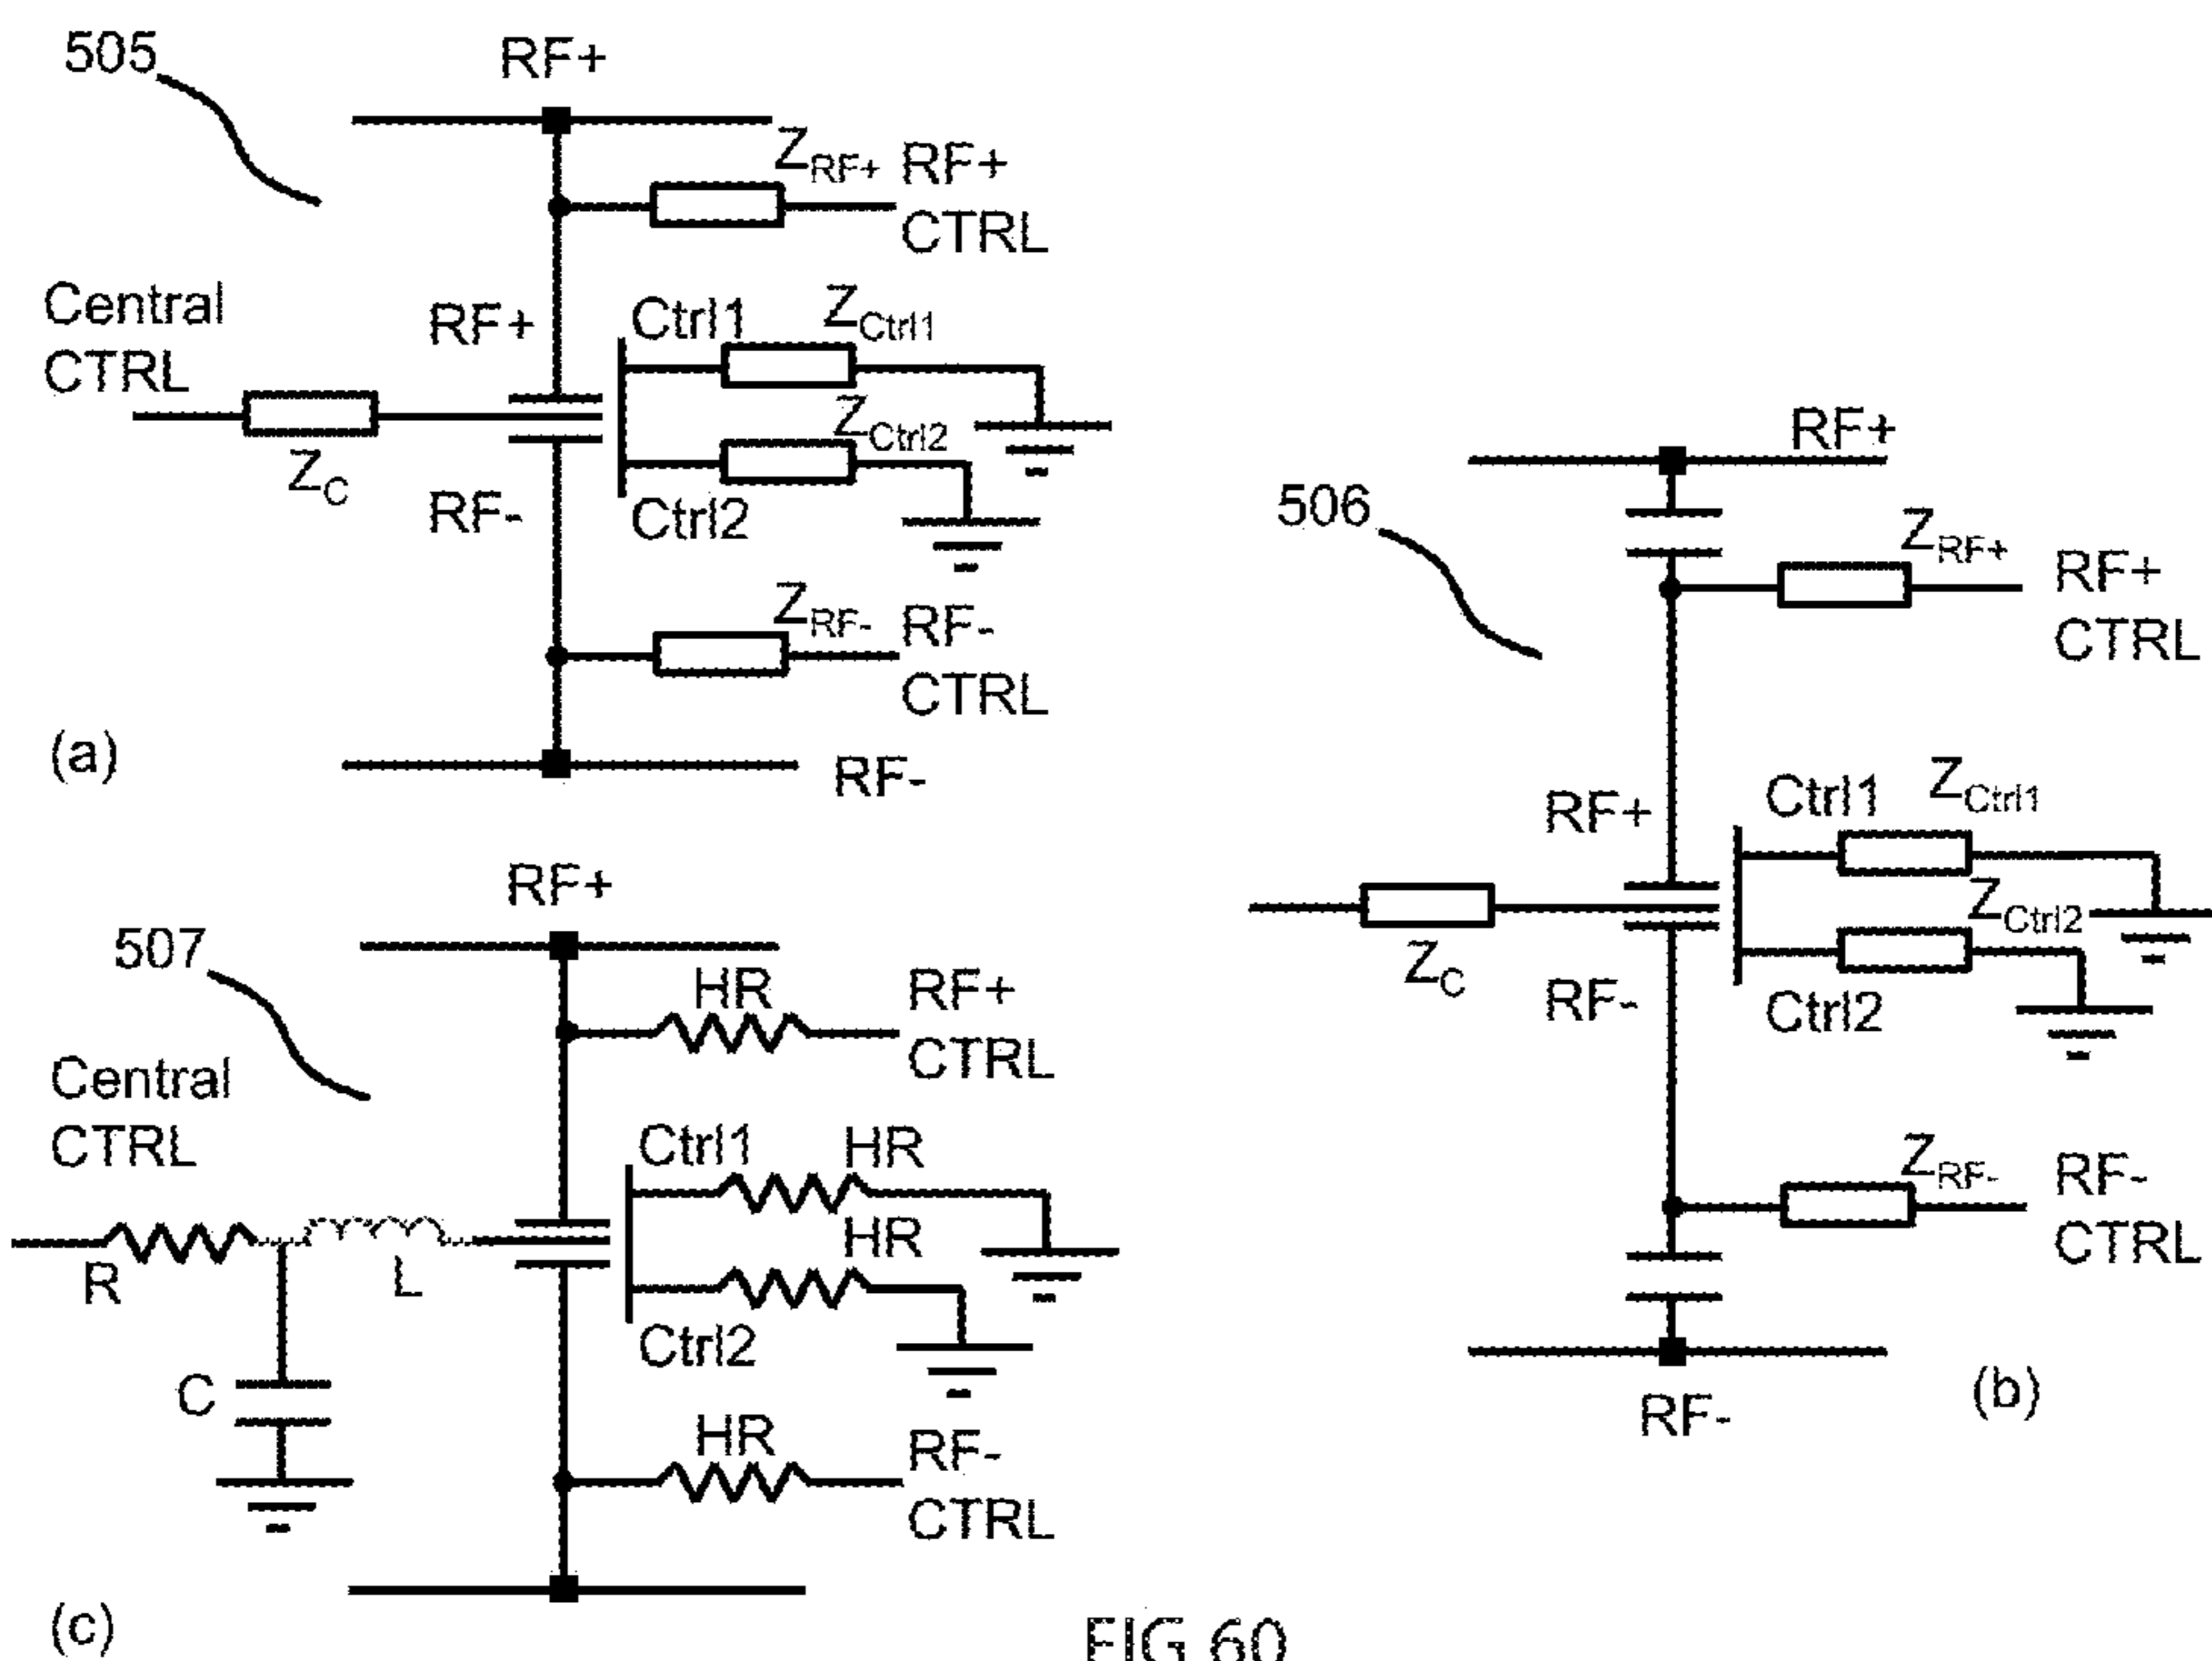 505
RF+
Z_RF+
RF+
CTRL
Central
CTRL
RF+
Ctrl1
Z_Ctrl1
Z_Ctrl2
Z_C
RF-
Ctrl2
Z_RF-
RF-
CTRL
(a)
RF-
506
RF+
Z_RF+
RF+
CTRL
RF+
Ctrl1
Z_Ctrl1
Z_Ctrl2
Z_C
RF-
Ctrl2
Z_RF-
RF-
CTRL
RF-
(b)
507
RF+
HR
RF+
CTRL
Central
CTRL
Ctrl1
HR
HR
R
L
Ctrl2
C
HR
RF-
CTRL
(c)
FIG 60